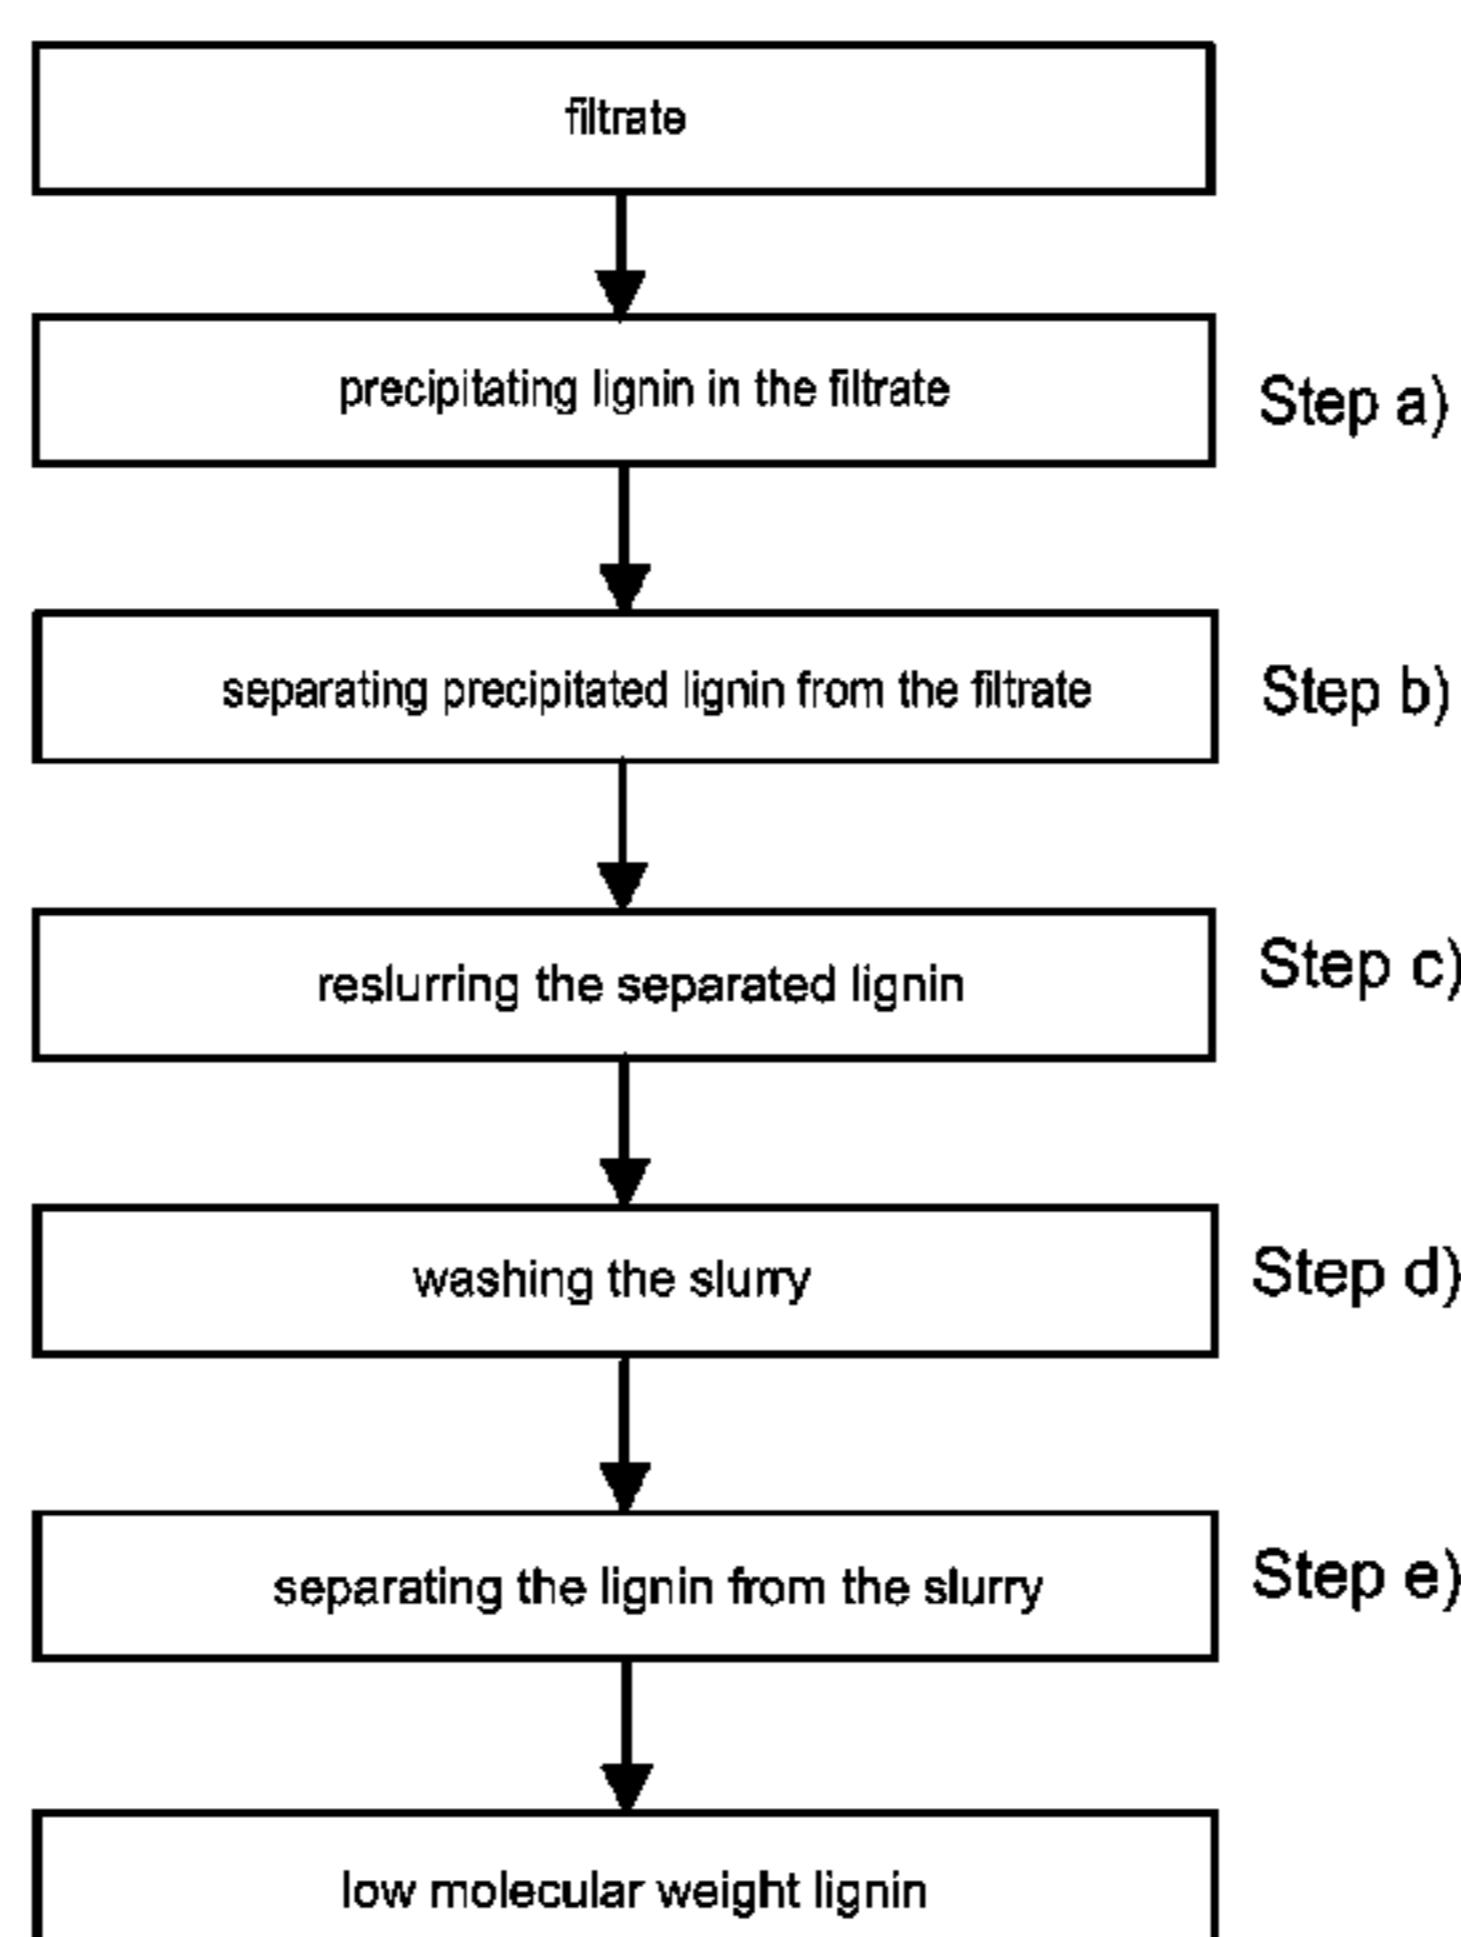 filtrate
precipitating lignin in the filtrate
Step a)
separating precipitated lignin from the filtrate
Step b)
reslurring the separated lignin
Step c)
washing the slurry
Step d)
separating the lignin from the slurry
Step e)
low molecular weight lignin